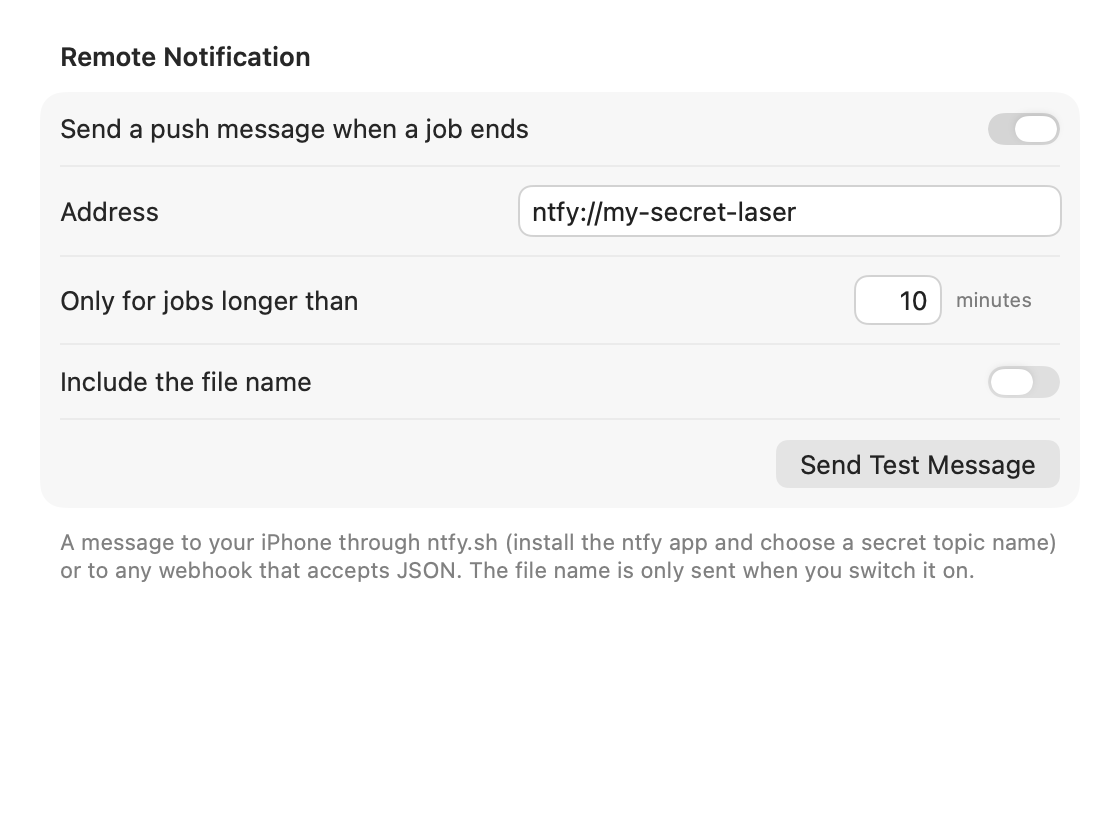 Remote Notification
Send a push message when a job ends
Address
ntfy://my-secret-laser
Only for jobs longer than
10 minutes
Include the file name
Send Test Message
A message to your iPhone through ntfy.sh (install the ntfy app and choose a secret topic name)
or to any webhook that accepts JSON. The file name is only sent when you switch it on.